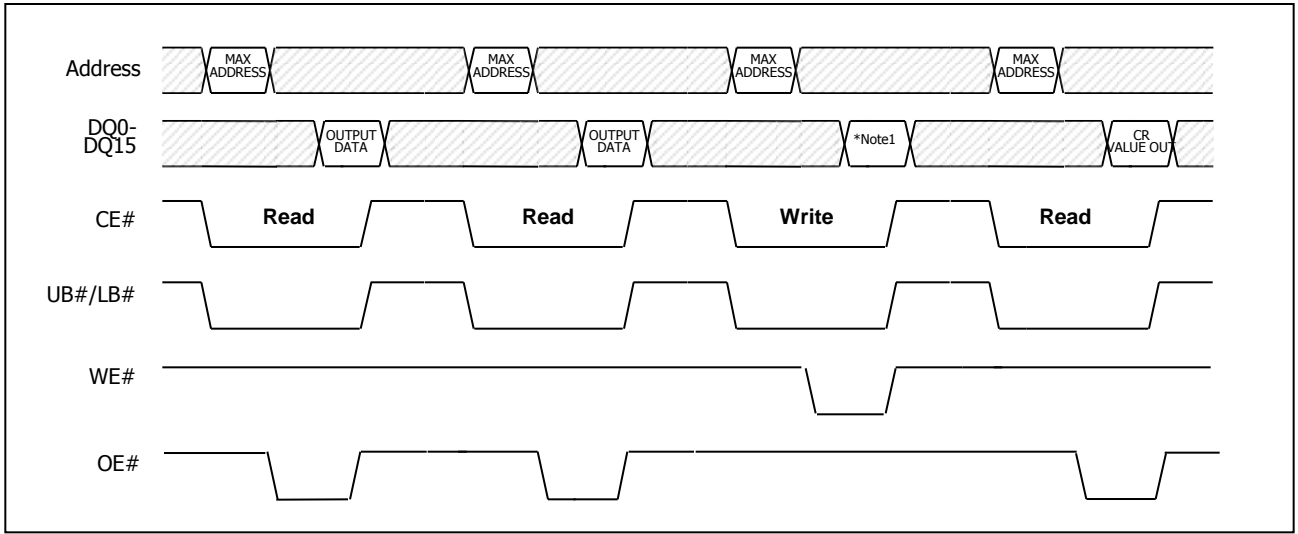 Address
MAX
ADDRESS
MAX
ADDRESS
MAX
ADDRESS
MAX
ADDRESS
DQ0-
DQ15
OUTPUT
DATA
OUTPUT
DATA
*Note1
CR
VALUE OUT
CE#
Read
Read
Write
Read
UB#/LB#
WE#
OE#